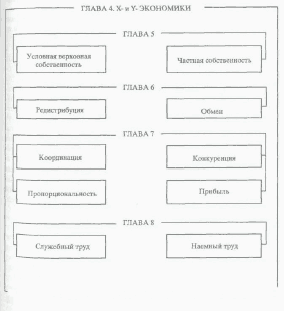 ГЛАВА 4. X- и Y- ЭКОНОМИКИ
ГЛАВА 5
Условная верховная
собственность
Частная собственность
ГЛАВА 6
Редистрибуция
Обмен
ГЛАВА 7
Координация
Конкуренция
Пропорциональность
Прибыль
ГЛАВА 8
Служебный труд
Наемный труд